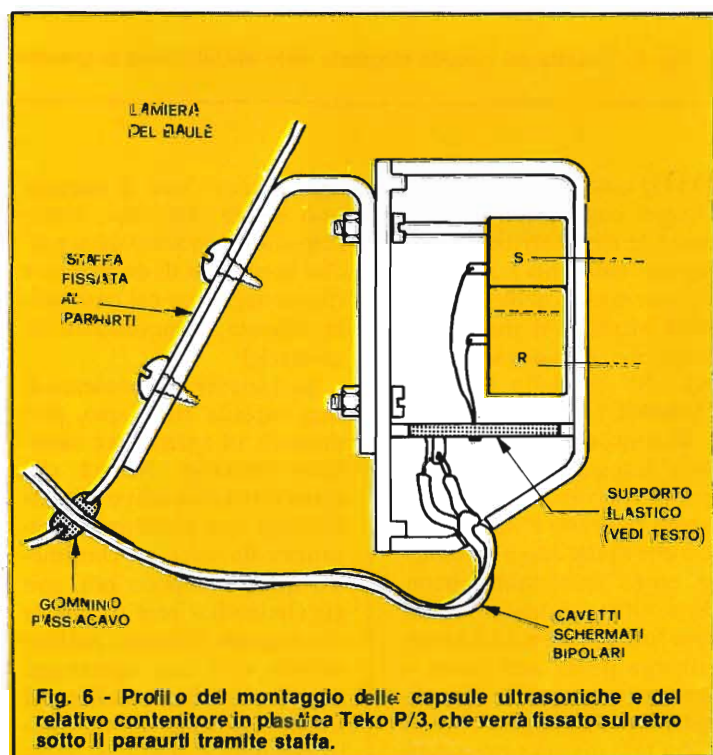 LAMIERA
DEL BAULE
STAFFA
FISSATA
AL
PARAURTI
S
R
SUPPORTO
ELASTICO
(VEDI TESTO)
GOMMINO
PASSACAVO
CAVETTI
SCHERMATI
BIPOLARI
Fig. 6 - Profilo del montaggio delle capsule ultrasoniche e del
relativo contenitore in plastica Teko P/3, che verrà fissato sul retro
sotto il paraurti tramite staffa.